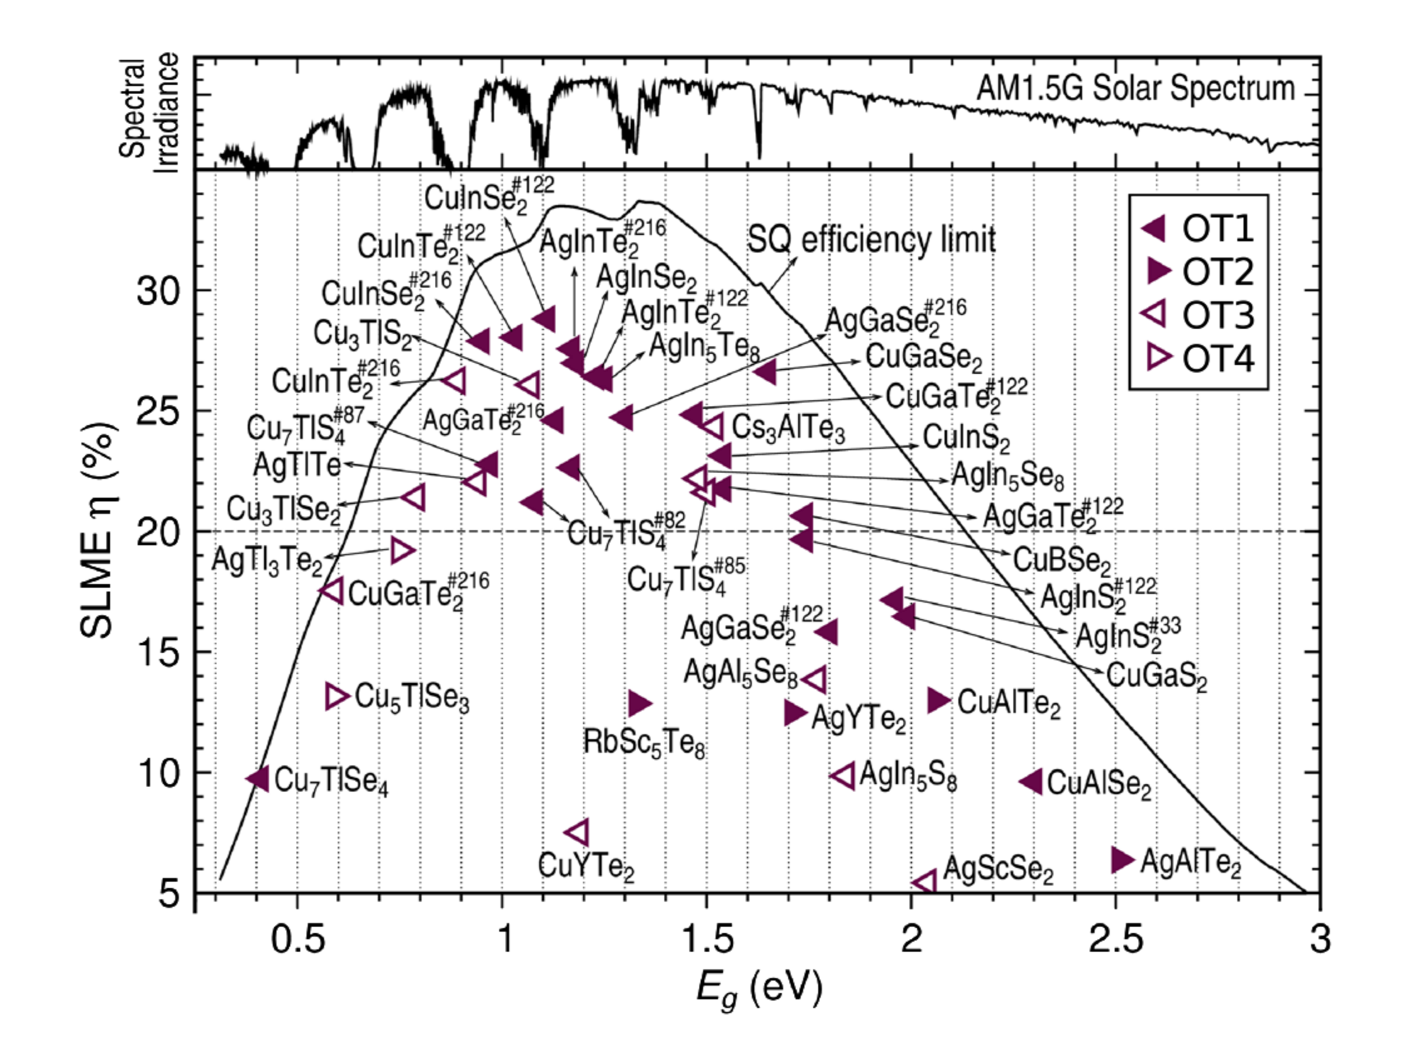 Spectral
Irradiance
AM1.5G Solar Spectrum
CuInSe₂#122
CuInTe₂#122
AgInTe₂#216
SQ efficiency limit
OT1
OT2
OT3
OT4
CuInSe₂#216
AgInSe₂
AgInTe₂#122
Cu₃TlS₂
AgIn₅Te₈
AgGaSe₂#216
CuGaSe₂
CuInTe₂#216
CuGaTe₂#122
Cu₇TlS₄#87
AgGaTe₂#216
Cs₃AlTe₃
CuInS₂
AgTlTe
AgIn₅Se₈
Cu₃TlSe₂
AgGaTe₂#122
Cu₇TlS₄#82
AgTl₃Te₂
CuBSe₂
Cu₇TlS₄#85
CuGaTe₂#216
AgInS₂#122
AgGaSe₂#122
AgInS₂#33
AgAl₅Se₈
CuGaS₂
Cu₅TlSe₃
CuAlTe₂
AgYTe₂
RbSc₅Te₈
Cu₇TlSe₄
AgIn₅S₈
CuAlSe₂
CuYTe₂
AgScSe₂
AgAlTe₂
30
25
20
15
10
5
SLME η (%)
0.5 1 1.5 2 2.5 3
E_g (eV)